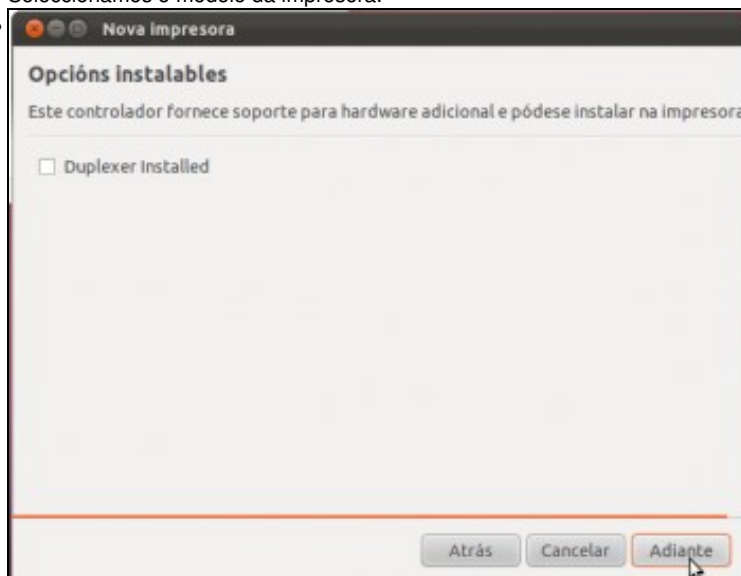 Seleccionamos o modelo da impresora.
Nova impresora
Opcións instalables
Este controlador fornece soporte para hardware adicional e pódese instalar na impresora
Duplexer Installed
Atrás Cancelar Adiante